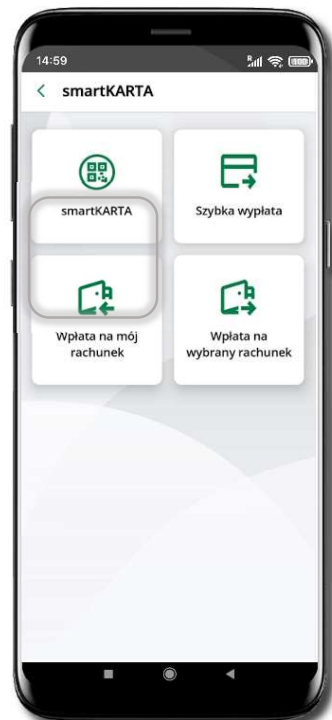 14:59
smartKARTA
smartKARTA
Szybka wypłata
Wpłata na mój
rachunek
Wpłata na
wybrany rachunek